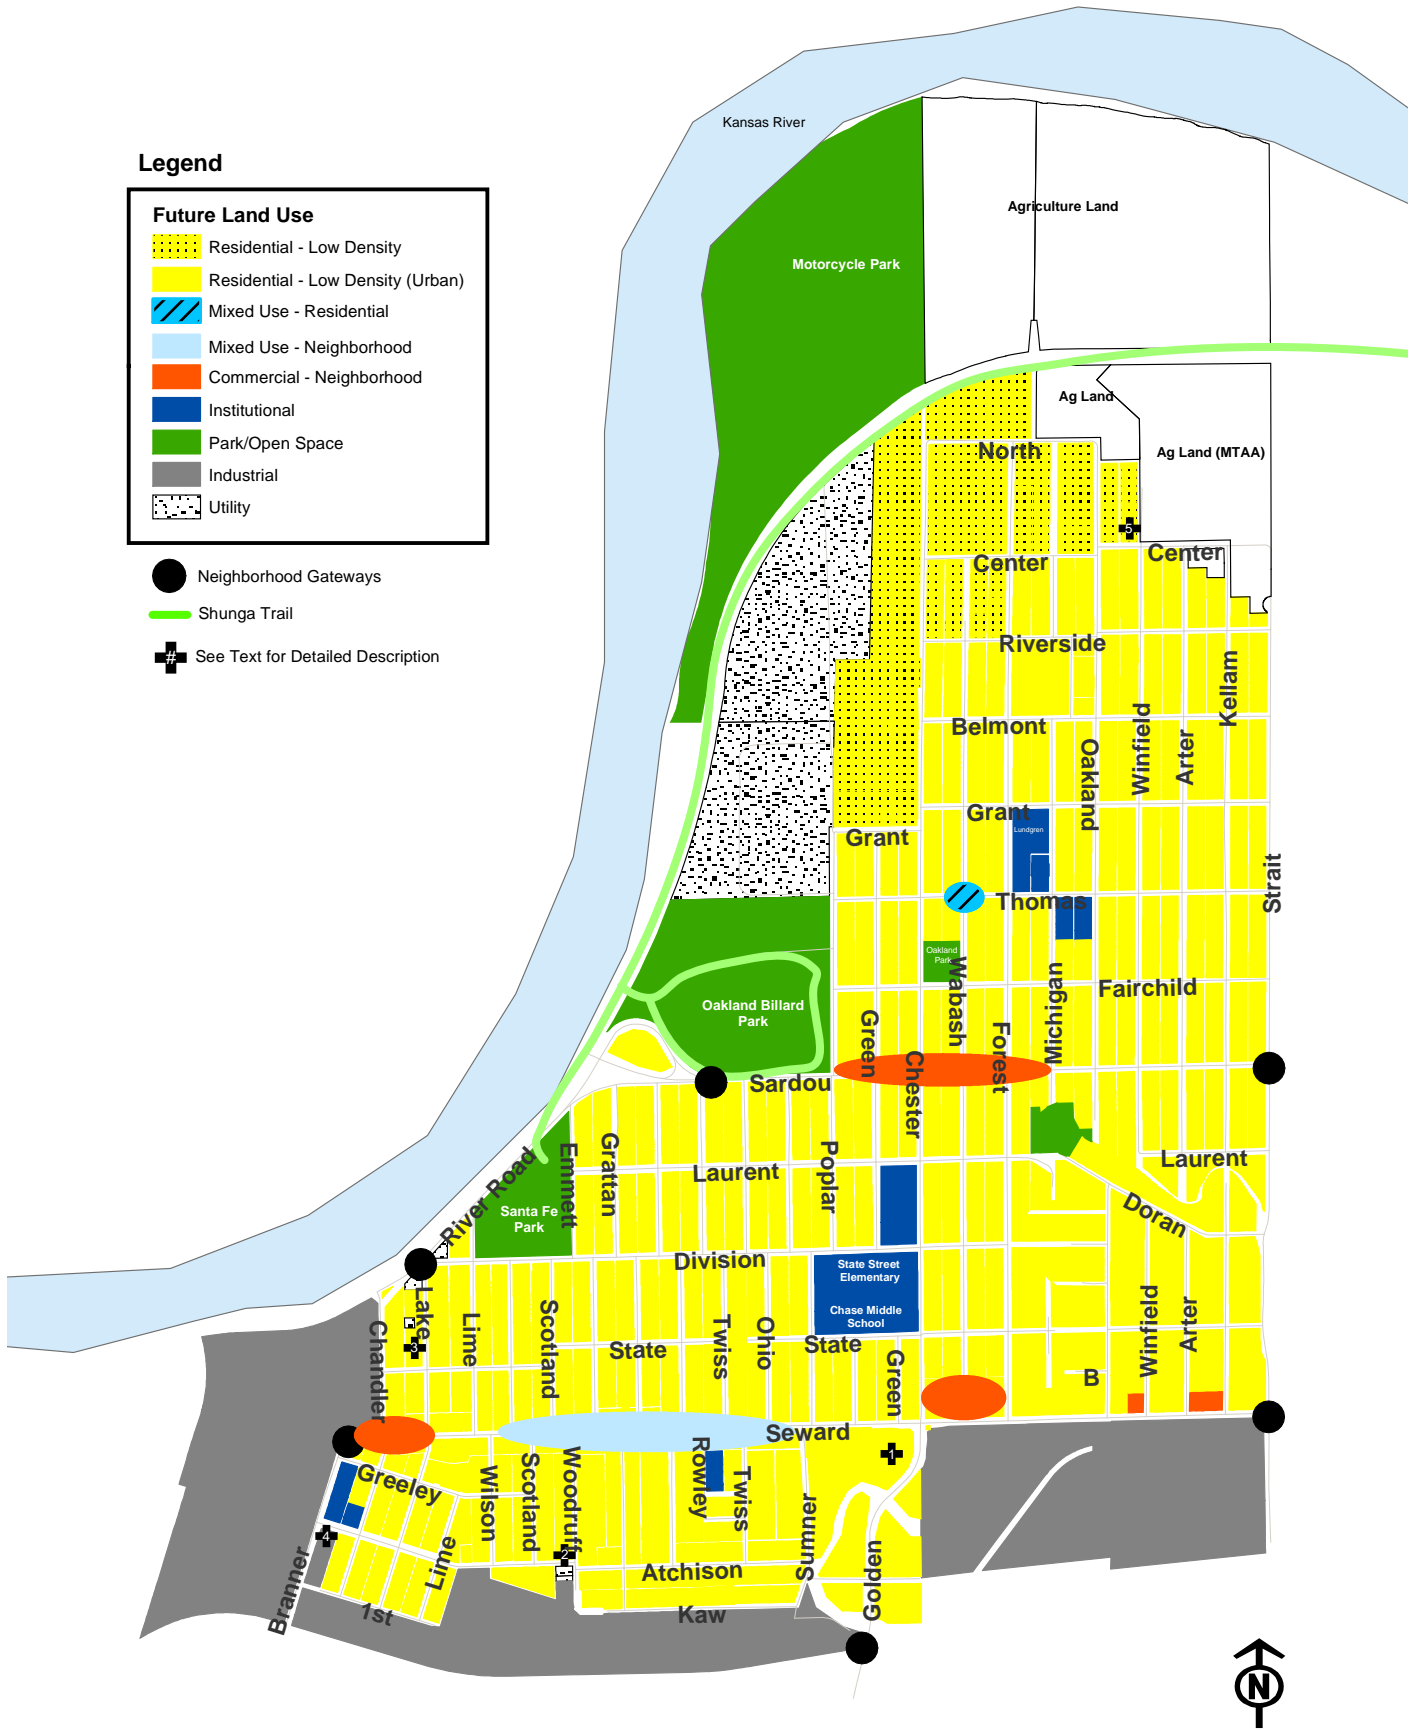 Kansas River
Legend
Future Land Use
Residential - Low Density
Residential - Low Density (Urban)
Mixed Use - Residential
Mixed Use - Neighborhood
Commercial - Neighborhood
Institutional
Park/Open Space
Industrial
Utility
Neighborhood Gateways
Shunga Trail
# See Text for Detailed Description
Agriculture Land
Motorcycle Park
Ag Land
North
Ag Land (MTAA)
5
Center
Center
Riverside
Kellam
Belmont
Winfield
Arter
Oakland
Grant
Grant
Lundgren
Strait
Thomas
Oakland
Park
Wabash
Michigan
Fairchild
Oakland Billard
Park
Green
Forest
Chester
Sardou
Emmett
Grattan
Laurent
Poplar
Laurent
River Road
Santa Fe
Park
Doran
Division
State Street
Elementary
Chase Middle
School
Lake
Lime
Scotland
Twiss
Ohio
State
State
Chandler
3
Green
Winfield
Arter
B
Seward
1
Greeley
Wilson
Scotland
Woodruff
Rowley
Twiss
Sumner
4
2
Lime
Atchison
Golden
Branner
1st
Kaw
N